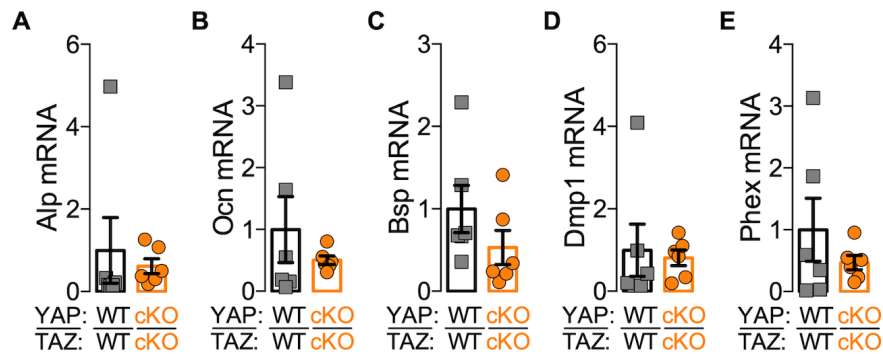 A B C D E
6 4 3 6 4
Alp mRNA Ocn mRNA Bsp mRNA Dmp1 mRNA Phex mRNA
3 3
4 2 4
2 2
2 1 2
1 1
0 0 0 0 0
YAP: WT cKO YAP: WT cKO YAP: WT cKO YAP: WT cKO YAP: WT cKO
TAZ: WT cKO TAZ: WT cKO TAZ: WT cKO TAZ: WT cKO TAZ: WT cKO